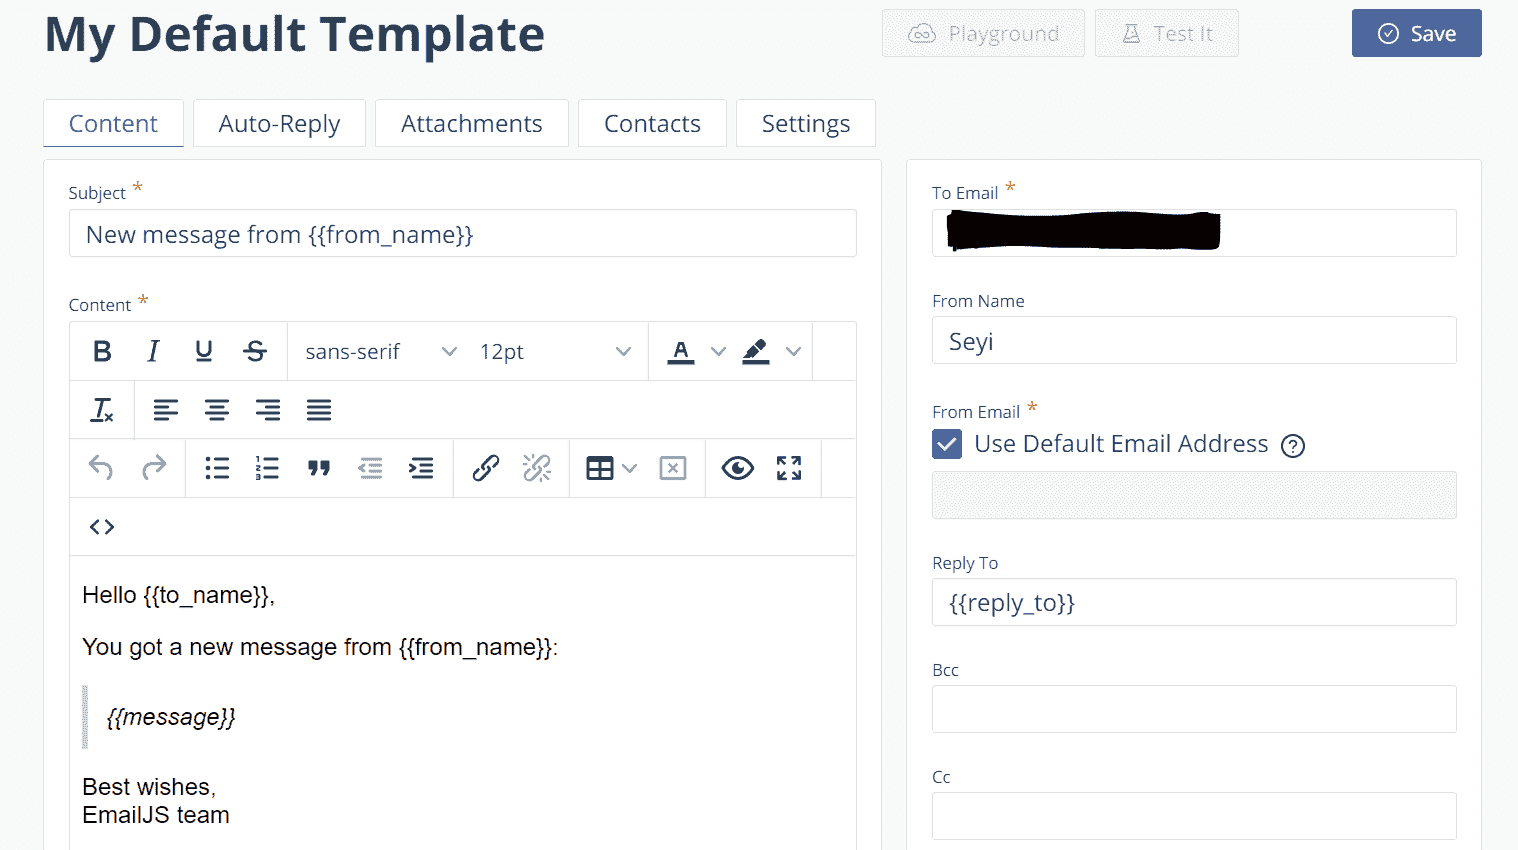 My Default Template
Playground
Test It
Save
Content
Auto-Reply
Attachments
Contacts
Settings
Subject *
New message from {{from_name}}
Content *
B I U S sans-serif 12pt A
Hello {{to_name}},
You got a new message from {{from_name}}:
{{message}}
Best wishes,
EmailJS team
To Email *
From Name
Seyi
From Email *
Use Default Email Address ?
Reply To
{{reply_to}}
Bcc
Cc